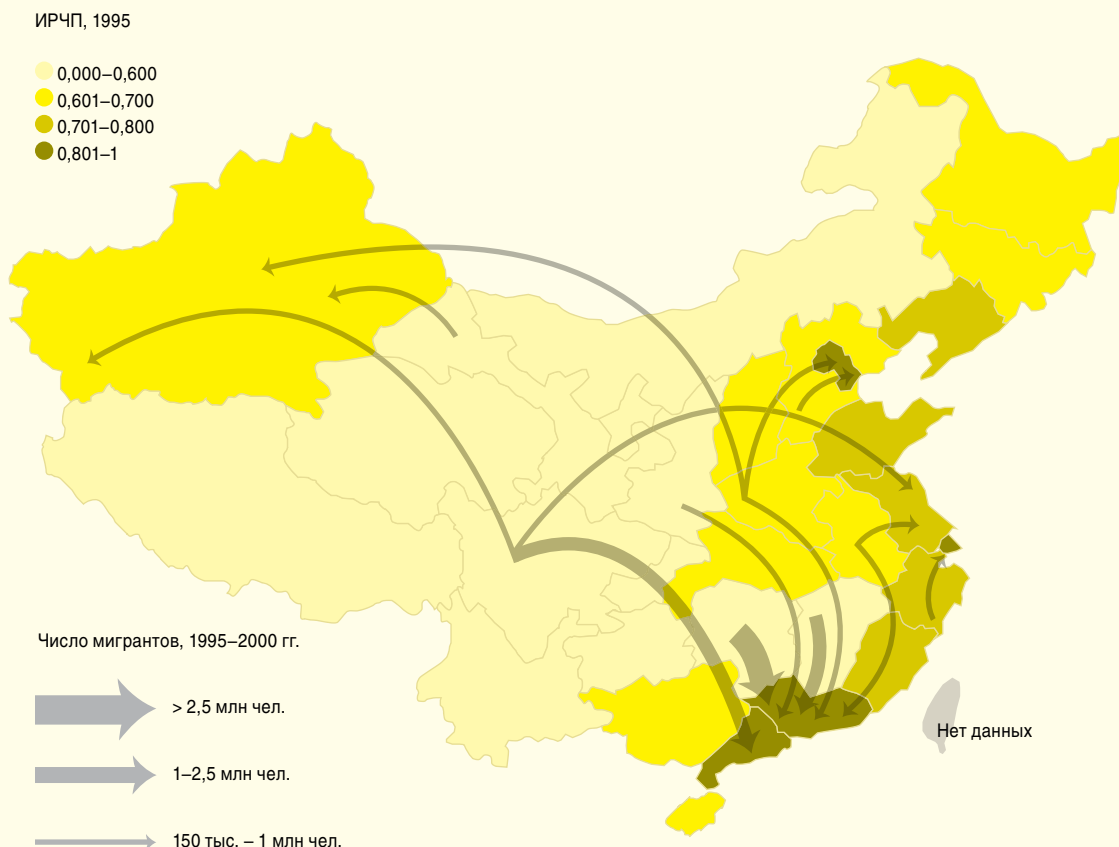 ИРЧП, 1995
0,000–0,600
0,601–0,700
0,701–0,800
0,801–1
Число мигрантов, 1995–2000 гг.
> 2,5 млн чел.
1–2,5 млн чел.
150 тыс. – 1 млн чел.
Нет данных